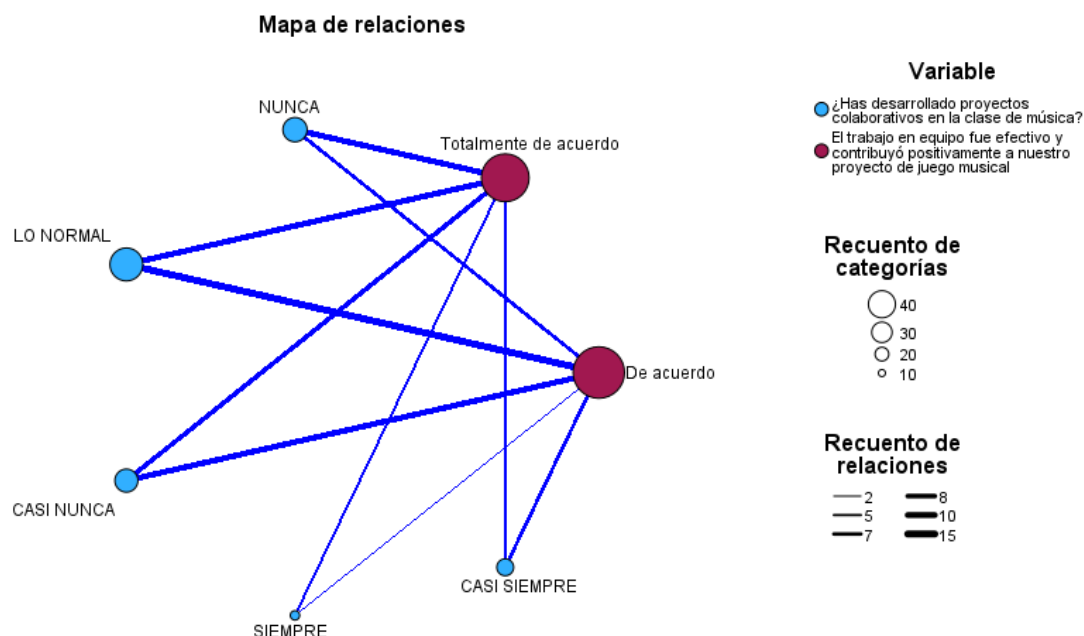 Mapa de relaciones
NUNCA
Totalmente de acuerdo
LO NORMAL
De acuerdo
CASI NUNCA
CASI SIEMPRE
SIEMPRE
Variable
¿Has desarrollado proyectos
colaborativos en la clase de música?
El trabajo en equipo fue efectivo y
contribuyó positivamente a nuestro
proyecto de juego musical
Recuento de
categorías
40
30
20
10
Recuento de
relaciones
2 8
5 10
7 15